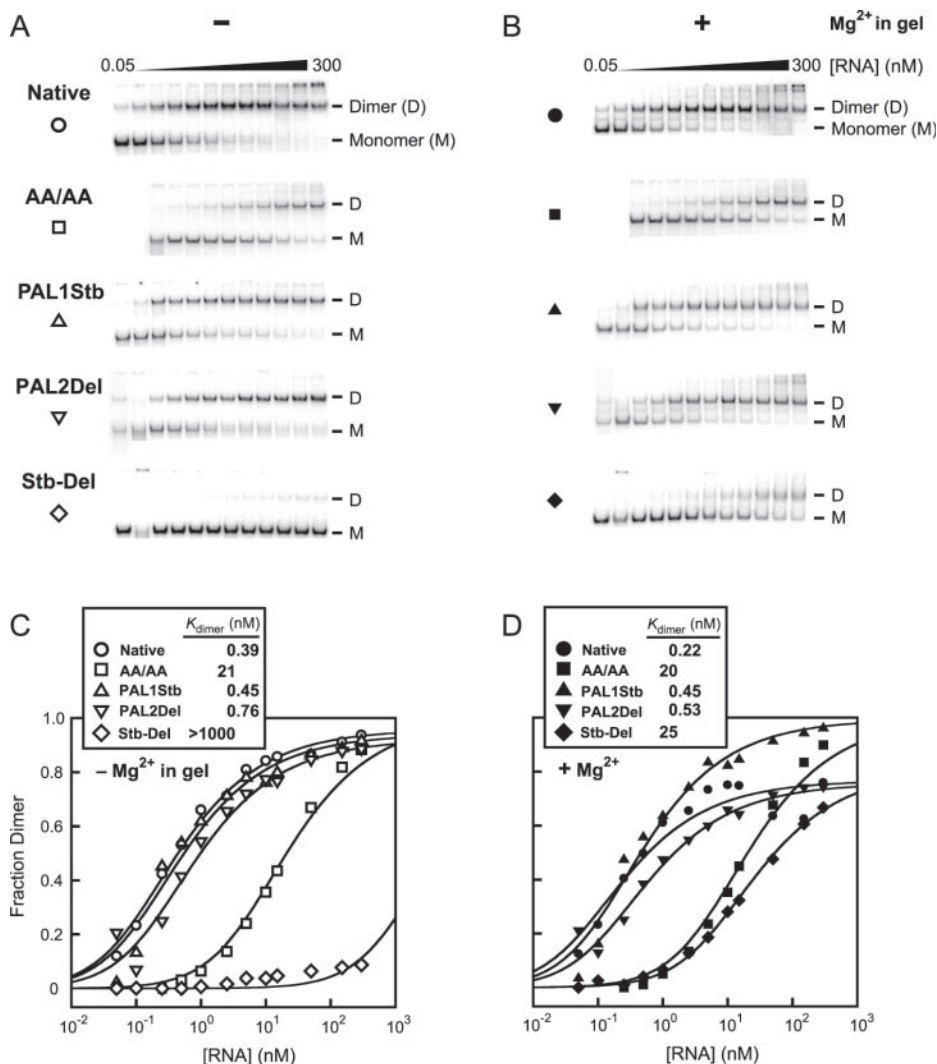 A
−
0.05
300
Native
Dimer (D)
Monomer (M)
AA/AA
D
M
PAL1Stb
D
M
PAL2Del
D
M
Stb-Del
D
M
B
+
Mg2+ in gel
0.05
300
[RNA] (nM)
Dimer (D)
Monomer (M)
D
M
D
M
D
M
D
M
C
Kdimer (nM)
Native 0.39
AA/AA 21
PAL1Stb 0.45
PAL2Del 0.76
Stb-Del >1000
− Mg2+ in gel
1.0
0.8
0.6
0.4
0.2
0
Fraction Dimer
10-2 10-1 100 101 102 103
[RNA] (nM)
D
Kdimer (nM)
Native 0.22
AA/AA 20
PAL1Stb 0.45
PAL2Del 0.53
Stb-Del 25
+ Mg2+
10-2 10-1 100 101 102 103
[RNA] (nM)